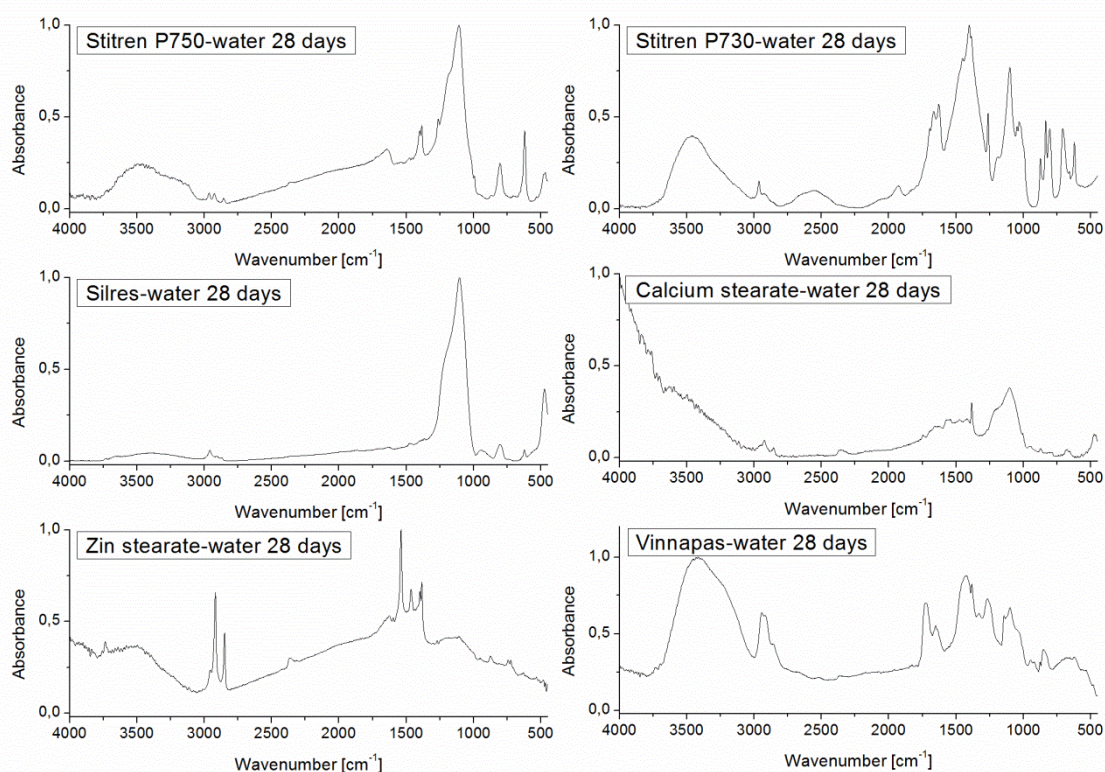 Stitren P750-water 28 days
Absorbance
1,0
0,5
0,0
4000 3500 3000 2500 2000 1500 1000 500
Wavenumber [cm-1]
Stitren P730-water 28 days
Absorbance
1,0
0,5
0,0
4000 3500 3000 2500 2000 1500 1000 500
Wavenumber [cm-1]
Silres-water 28 days
Absorbance
1,0
0,5
0,0
4000 3500 3000 2500 2000 1500 1000 500
Wavenumber [cm-1]
Calcium stearate-water 28 days
Absorbance
1,0
0,5
0,0
4000 3500 3000 2500 2000 1500 1000 500
Wavenumber [cm-1]
Zin stearate-water 28 days
Absorbance
1,0
0,5
0,0
4000 3500 3000 2500 2000 1500 1000 500
Wavenumber [cm-1]
Vinnapas-water 28 days
Absorbance
1,0
0,5
0,0
4000 3500 3000 2500 2000 1500 1000 500
Wavenumber [cm-1]